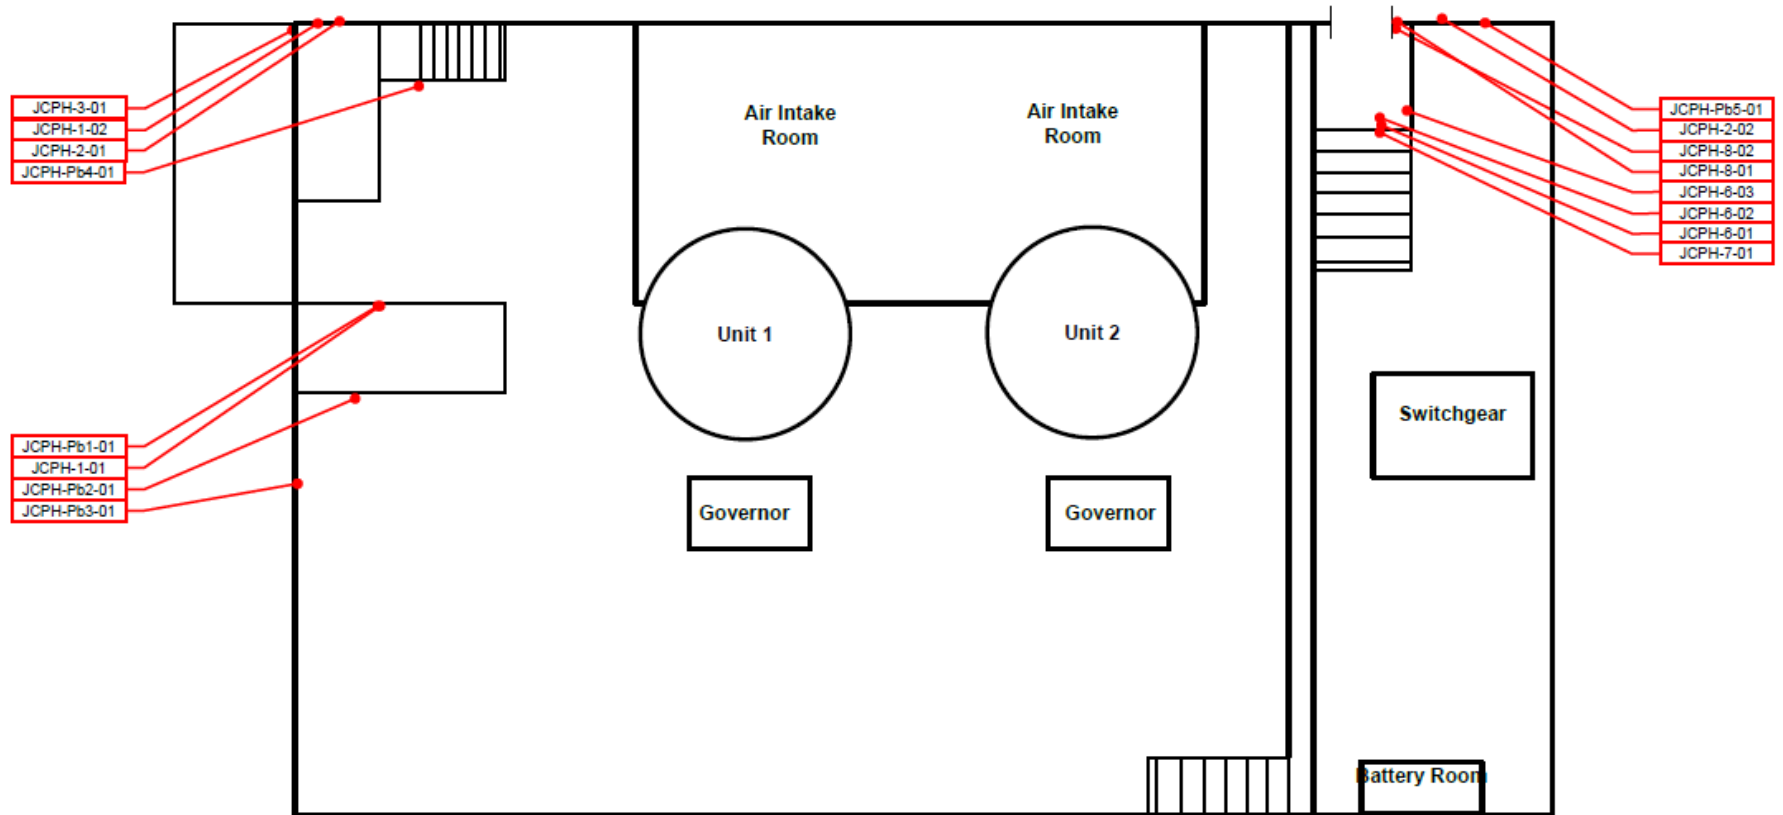 JCPH-3-01
JCPH-1-02
JCPH-2-01
JCPH-Pb4-01
Air Intake
Room
Air Intake
Room
JCPH-Pb5-01
JCPH-2-02
JCPH-8-02
JCPH-8-01
JCPH-6-03
JCPH-6-02
JCPH-6-01
JCPH-7-01
Unit 1
Unit 2
Switchgear
JCPH-Pb1-01
JCPH-1-01
JCPH-Pb2-01
JCPH-Pb3-01
Governor
Governor
Battery Room